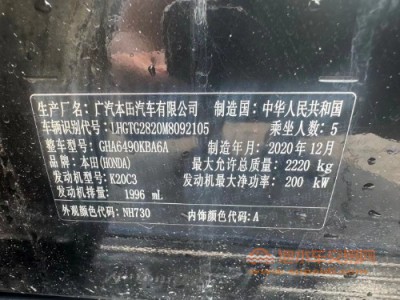 生产厂名：广汽本田汽车有限公司 制造国：中华人民共和国
车辆识别代号：LHGTG2820M8092105 乘坐人数：5
整车型号：GHA6490KBA6A 制造年月：2020年12月
品牌：本田(HONDA) 最大允许总质量：2220 kg
发动机型号：K20C3 发动机最大净功率：200 kW
发动机排量：1996 mL
外观颜色代码：NH730 内饰颜色代码：A